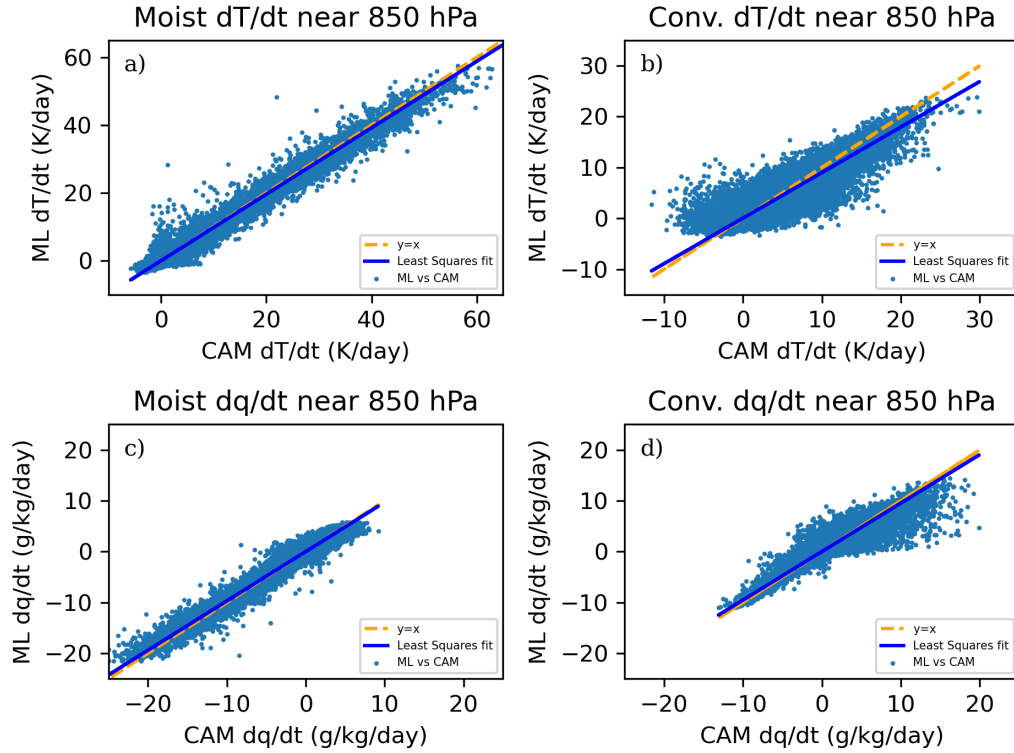 Moist dT/dt near 850 hPa
a)
60
40
20
0
ML dT/dt (K/day)
0 20 40 60
CAM dT/dt (K/day)
y=x
Least Squares fit
ML vs CAM
Conv. dT/dt near 850 hPa
b)
30
20
10
0
−10
ML dT/dt (K/day)
−10 0 10 20 30
CAM dT/dt (K/day)
y=x
Least Squares fit
ML vs CAM
Moist dq/dt near 850 hPa
c)
20
10
0
−10
−20
ML dq/dt (g/kg/day)
−20 −10 0 10 20
CAM dq/dt (g/kg/day)
y=x
Least Squares fit
ML vs CAM
Conv. dq/dt near 850 hPa
d)
20
10
0
−10
−20
ML dq/dt (g/kg/day)
−10 0 10 20
CAM dq/dt (g/kg/day)
y=x
Least Squares fit
ML vs CAM